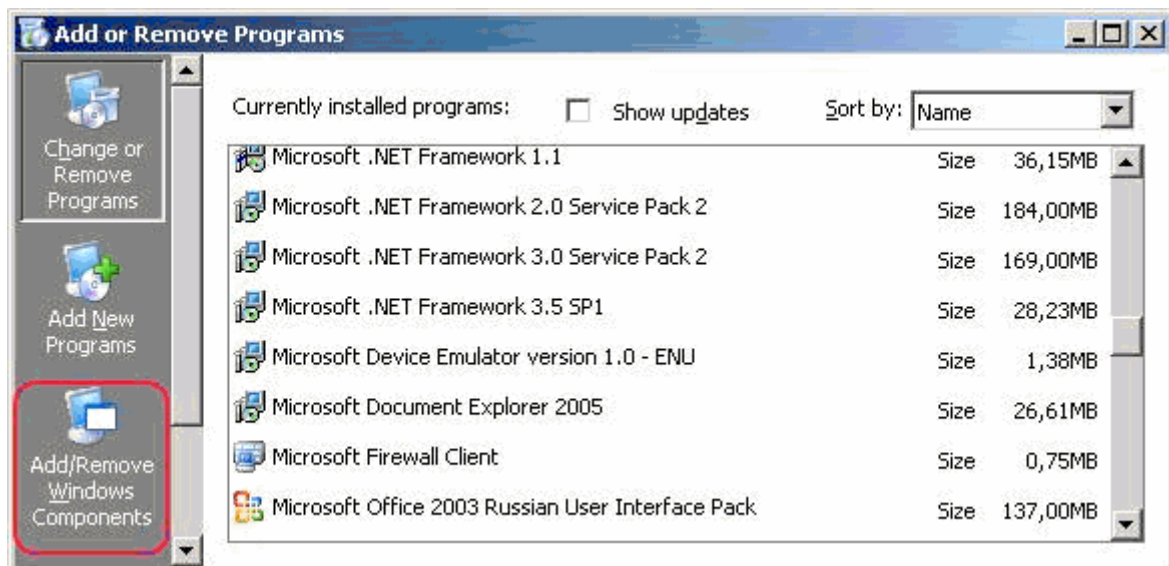 Add or Remove Programs
Change or
Remove
Programs
Add New
Programs
Add/Remove
Windows
Components
Currently installed programs: Show updates Sort by: Name
Microsoft .NET Framework 1.1 Size 36,15MB
Microsoft .NET Framework 2.0 Service Pack 2 Size 184,00MB
Microsoft .NET Framework 3.0 Service Pack 2 Size 169,00MB
Microsoft .NET Framework 3.5 SP1 Size 28,23MB
Microsoft Device Emulator version 1.0 - ENU Size 1,38MB
Microsoft Document Explorer 2005 Size 26,61MB
Microsoft Firewall Client Size 0,75MB
Microsoft Office 2003 Russian User Interface Pack Size 137,00MB